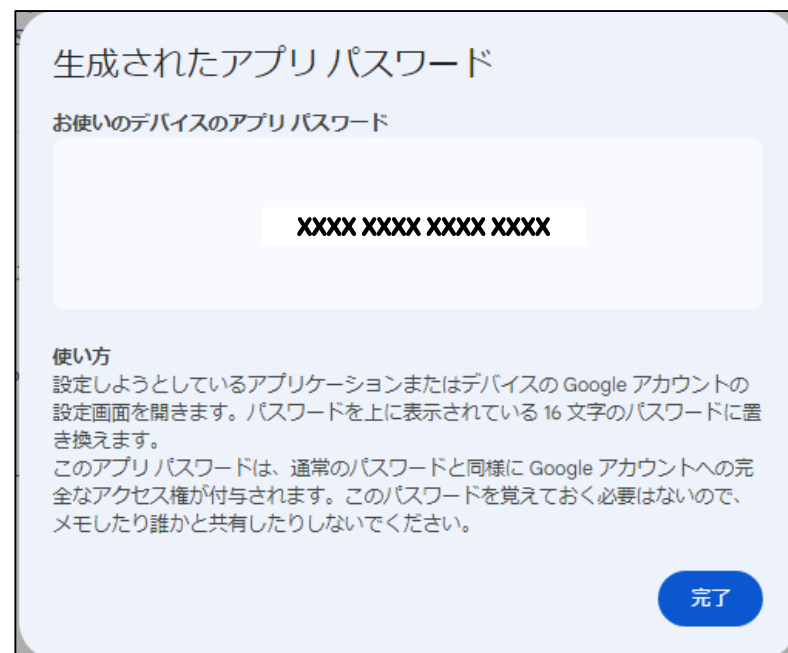 生成されたアプリ パスワード
お使いのデバイスのアプリ パスワード
XXXX XXXX XXXX XXXX
使い方
設定しようとしているアプリケーションまたはデバイスの Google アカウントの
設定画面を開きます。パスワードを上に表示されている 16 文字のパスワードに置
き換えます。
このアプリ パスワードは、通常のパスワードと同様に Google アカウントへの完
全なアクセス権が付与されます。このパスワードを覚えておく必要はないので、
メモしたり誰かと共有したりしないでください。
完了